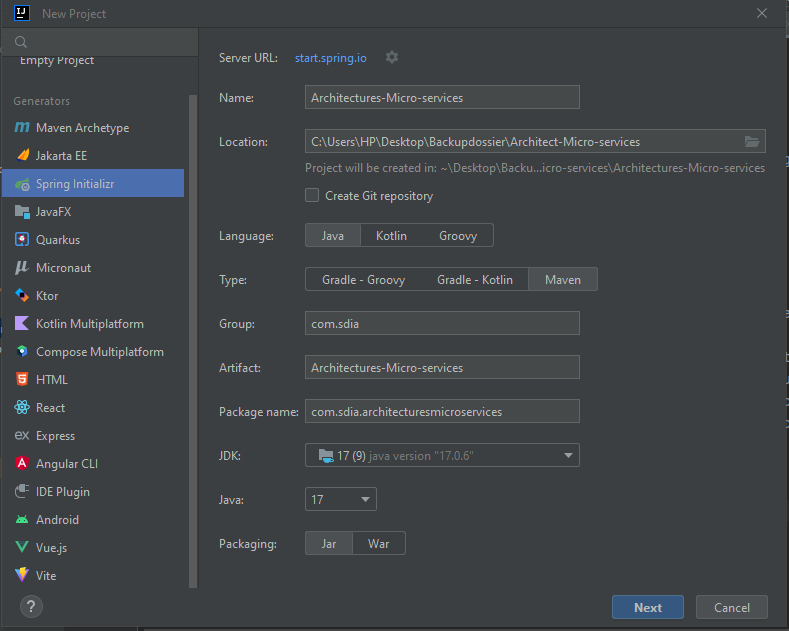 New Project
Empty Project
Generators
Maven Archetype
Jakarta EE
Spring Initializr
JavaFX
Quarkus
Micronaut
Ktor
Kotlin Multiplatform
Compose Multiplatform
HTML
React
Express
Angular CLI
IDE Plugin
Android
Vue.js
Vite
?
Server URL: start.spring.io
Name: Architectures-Micro-services
Location: C:\Users\HP\Desktop\Backupdossier\Architect-Micro-services
Project will be created in: ~\Desktop\Backu...icro-services\Architectures-Micro-services
Create Git repository
Language: Java Kotlin Groovy
Type: Gradle - Groovy Gradle - Kotlin Maven
Group: com.sdia
Artifact: Architectures-Micro-services
Package name: com.sdia.architecturesmicroservices
JDK: 17 (9) java version "17.0.6"
Java: 17
Packaging: Jar War
Next Cancel